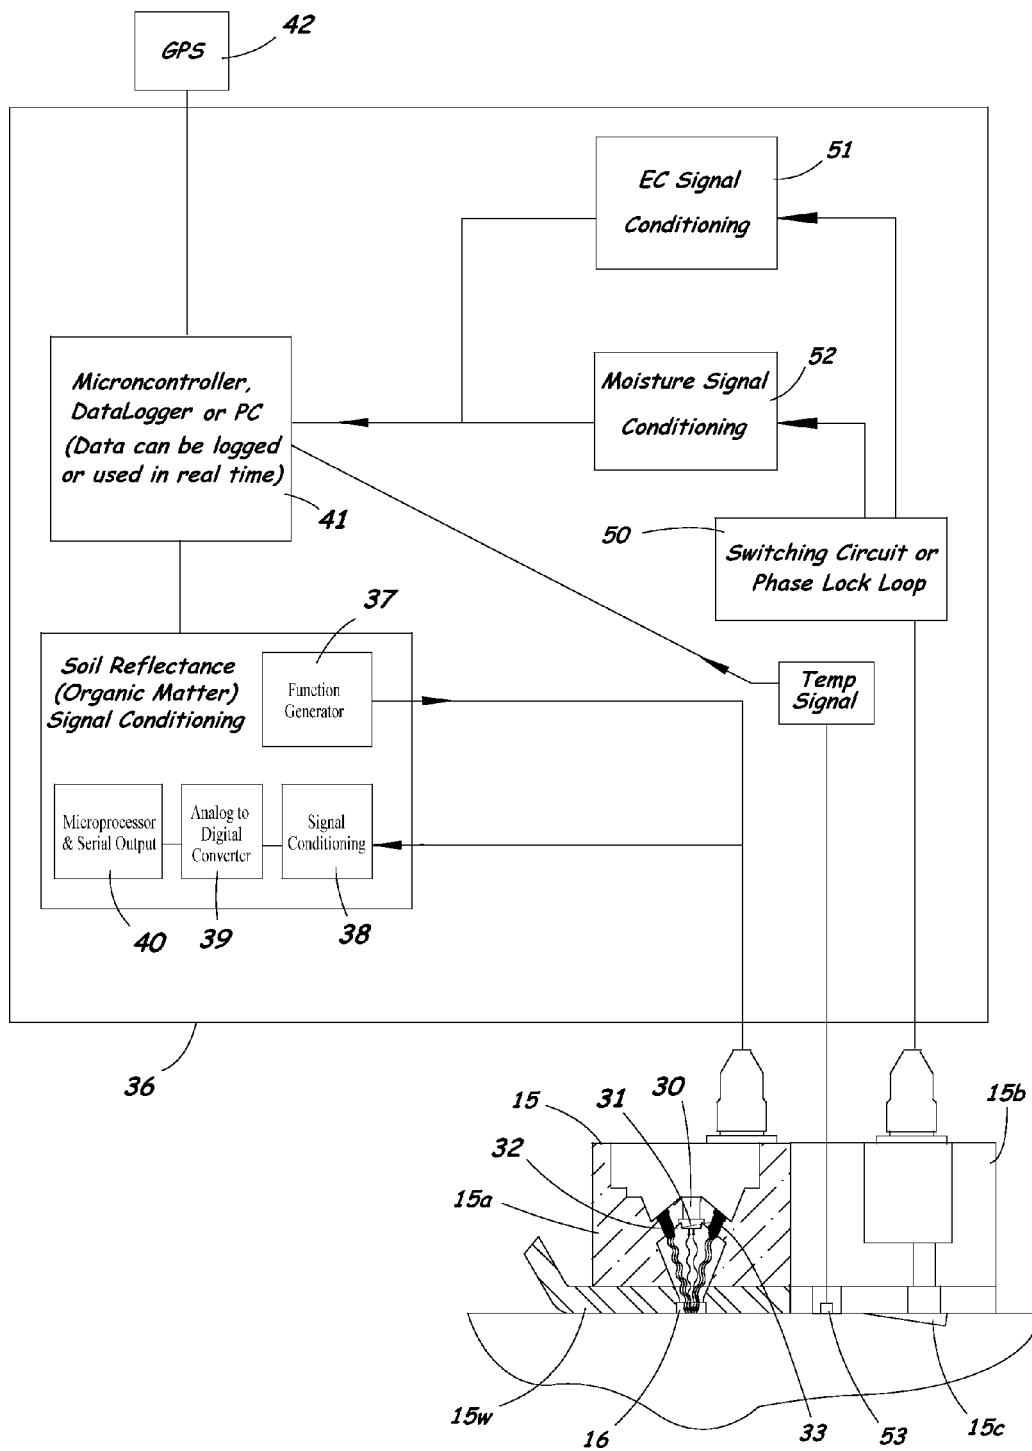 GPS
42
51
EC Signal
Conditioning
52
Moisture Signal
Conditioning
Microncontroller,
DataLogger or PC
(Data can be logged
or used in real time)
41
50
Switching Circuit or
Phase Lock Loop
37
Soil Reflectance
(Organic Matter)
Signal Conditioning
Function
Generator
Temp
Signal
Microprocessor
& Serial Output
Analog to
Digital
Converter
Signal
Conditioning
40
39
38
36
15
31
30
15b
32
15a
15w
16
33
53
15c